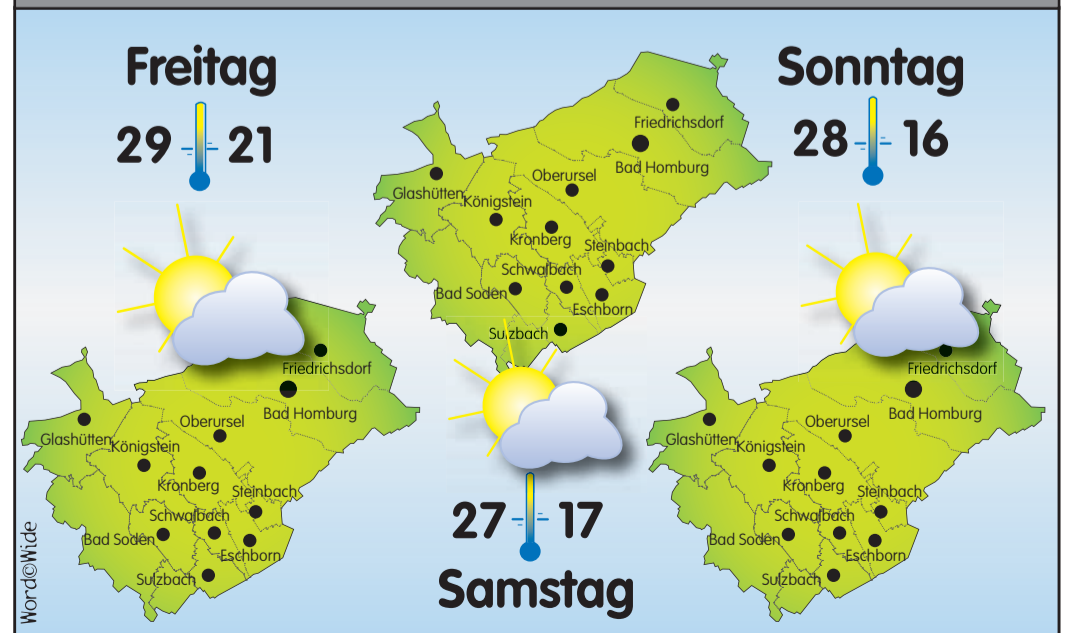 Freitag
29 21
Friedrichsdorf
Bad Homburg
Glashütten
Oberursel
Königstein
Kronberg
Steinbach
Schwalbach
Bad Soden
Eschborn
Sulzbach
Friedrichsdorf
Bad Homburg
Oberursel
Glashütten
Königstein
Kronberg
Steinbach
Schwalbach
Bad Soden
Eschborn
Sulzbach
27 17
Samstag
Sonntag
28 16
Friedrichsdorf
Bad Homburg
Oberursel
Glashütten
Königstein
Kronberg
Steinbach
Schwalbach
Bad Soden
Eschborn
Sulzbach
Word©Wide